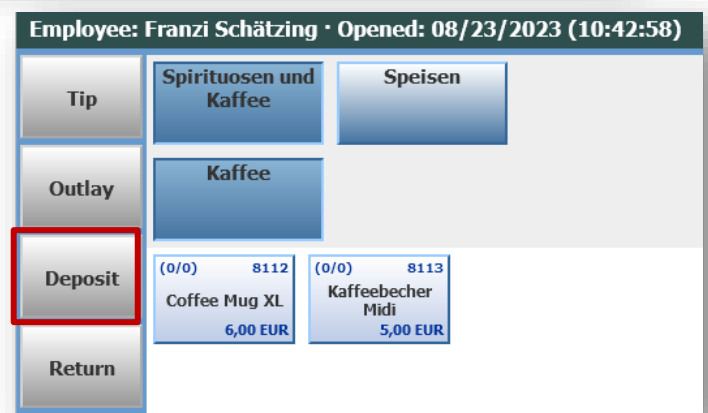 Employee: Franzi Schätzing · Opened: 08/23/2023 (10:42:58)
Tip
Spirituosen und
Kaffee
Speisen
Outlay
Kaffee
Deposit
(0/0) 8112
Coffee Mug XL
6,00 EUR
(0/0) 8113
Kaffeebecher
Midi
5,00 EUR
Return